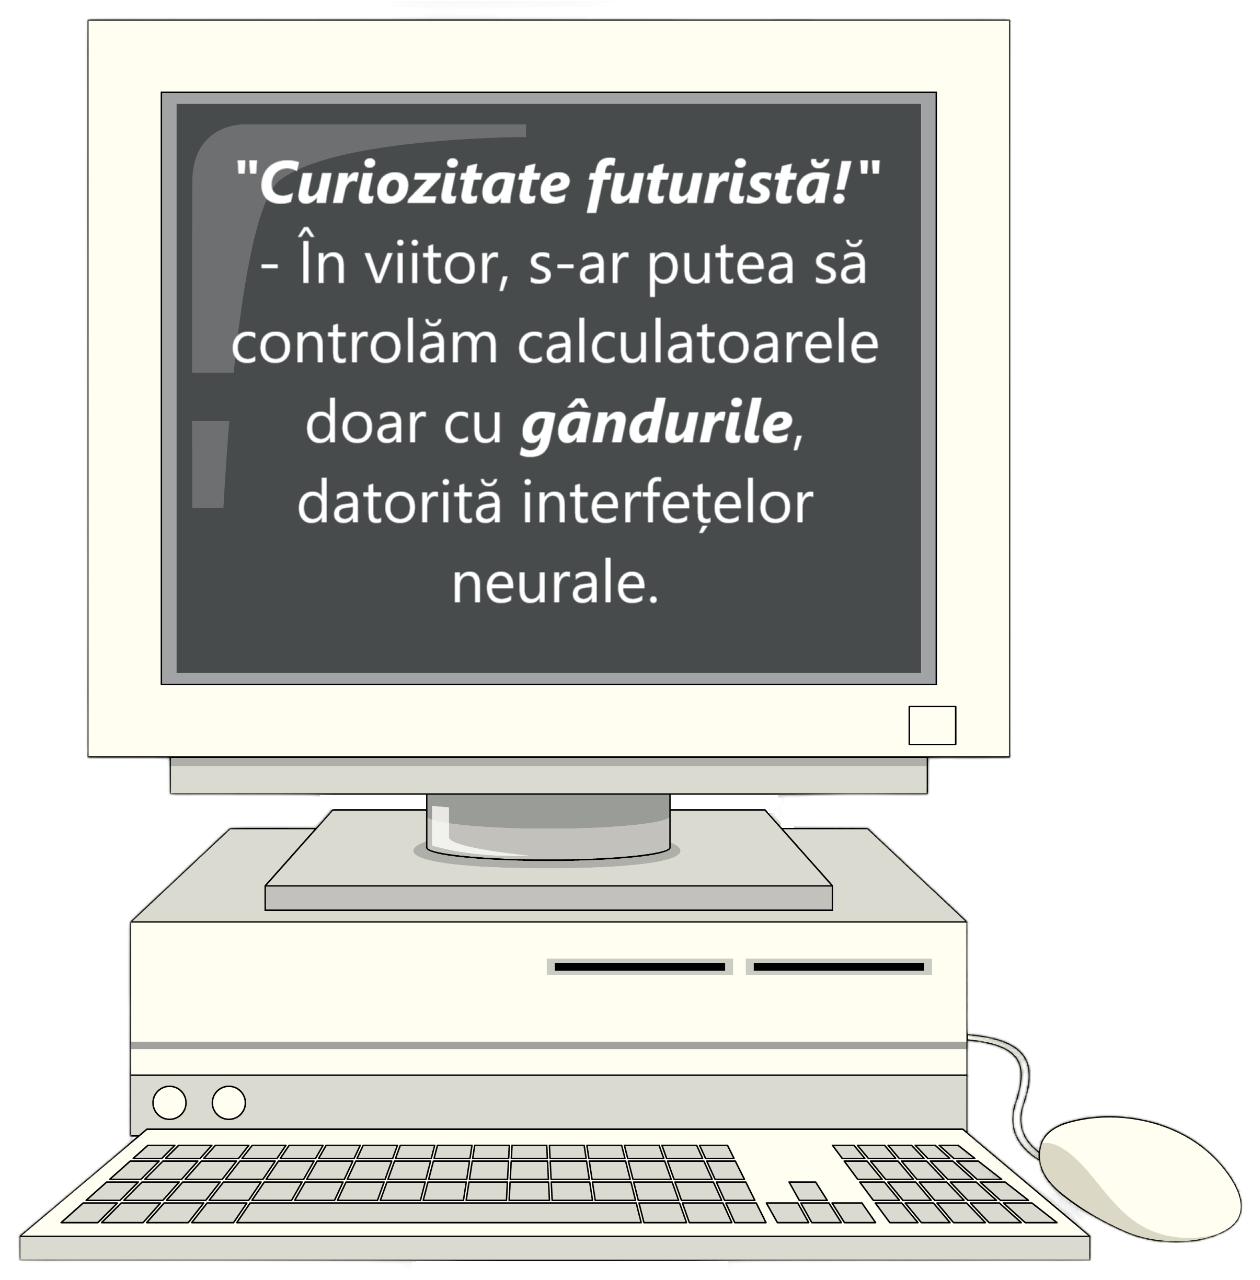 "Curiozitate futuristă!"
- În viitor, s-ar putea să
controlăm calculatoarele
doar cu gândurile,
datorită interfețelor
neurale.